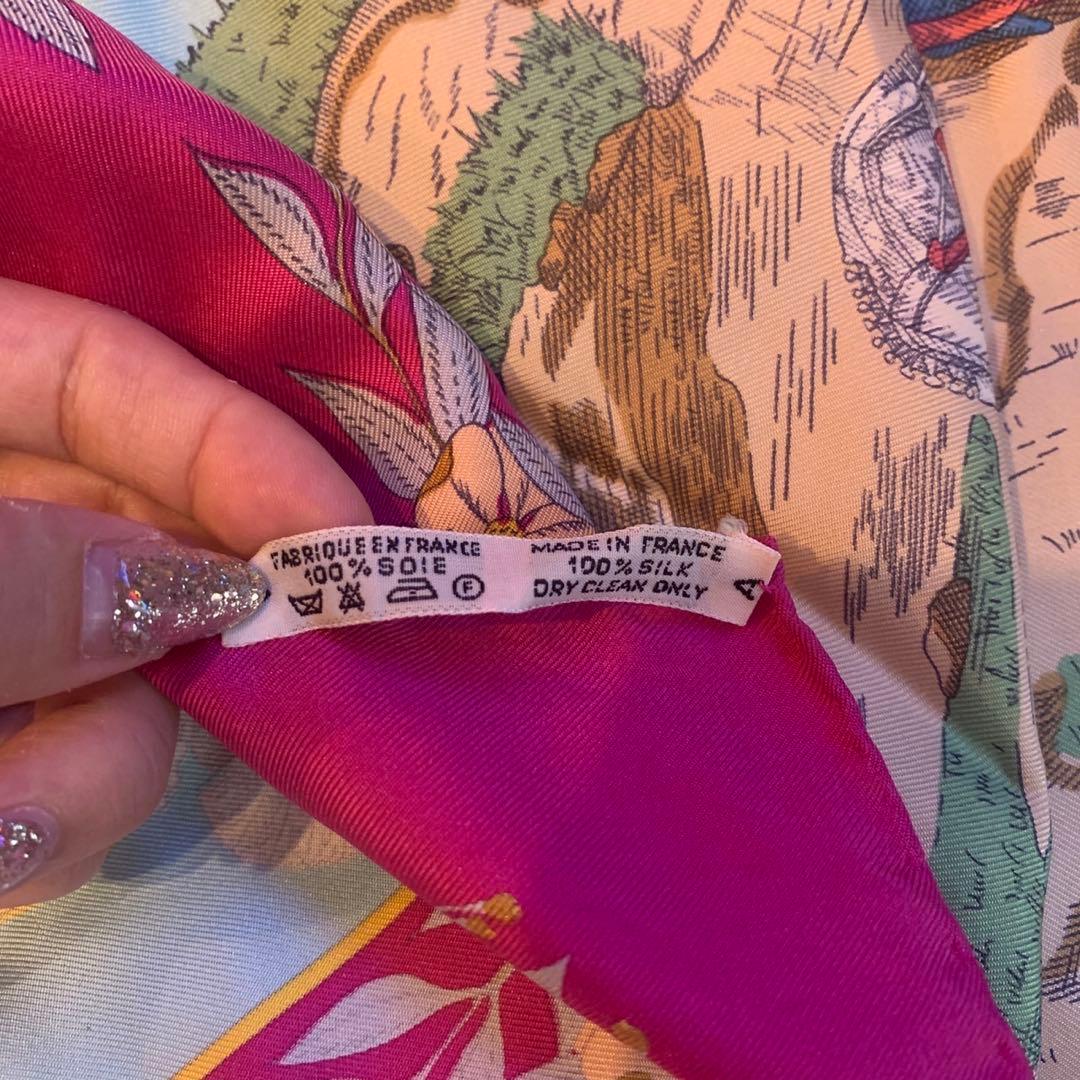 FABRIQUE EN FRANCE
100% SOIE
F
MADE IN FRANCE
100% SILK
DRY CLEAN ONLY
A